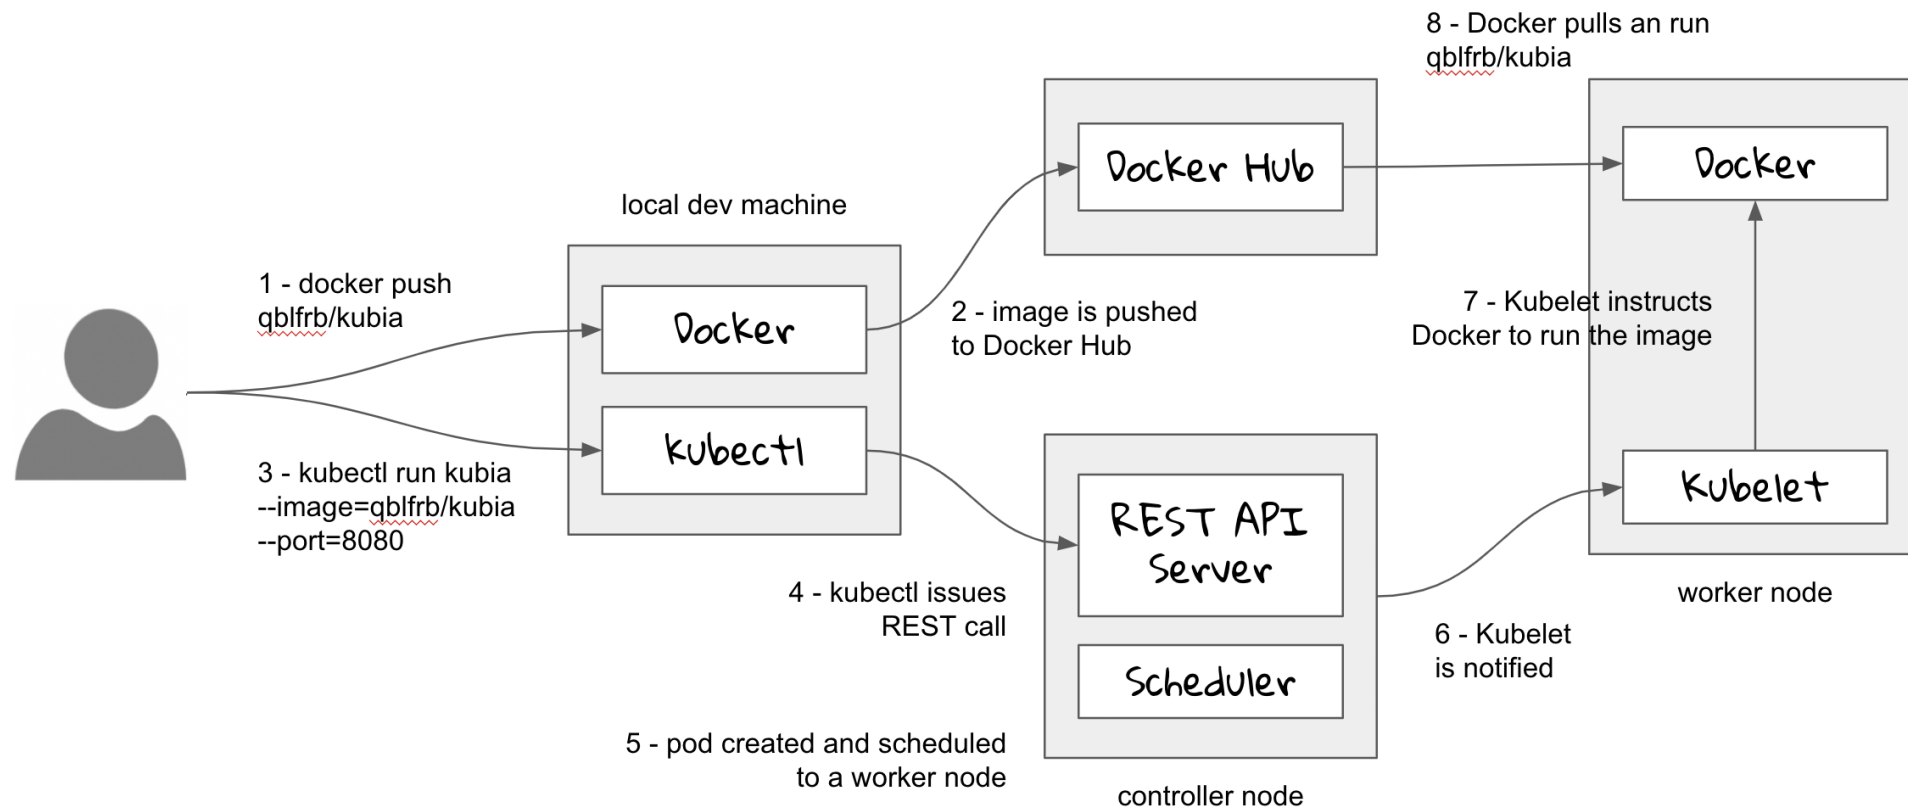 8 - Docker pulls an run
qblfrb/kubia
Docker Hub
Docker
local dev machine
1 - docker push
qblfrb/kubia
Docker
2 - image is pushed
to Docker Hub
7 - Kubelet instructs
Docker to run the image
kubectl
3 - kubectl run kubia
--image=qblfrb/kubia
--port=8080
REST API
Server
Kubelet
4 - kubectl issues
REST call
worker node
6 - Kubelet
is notified
Scheduler
5 - pod created and scheduled
to a worker node
controller node